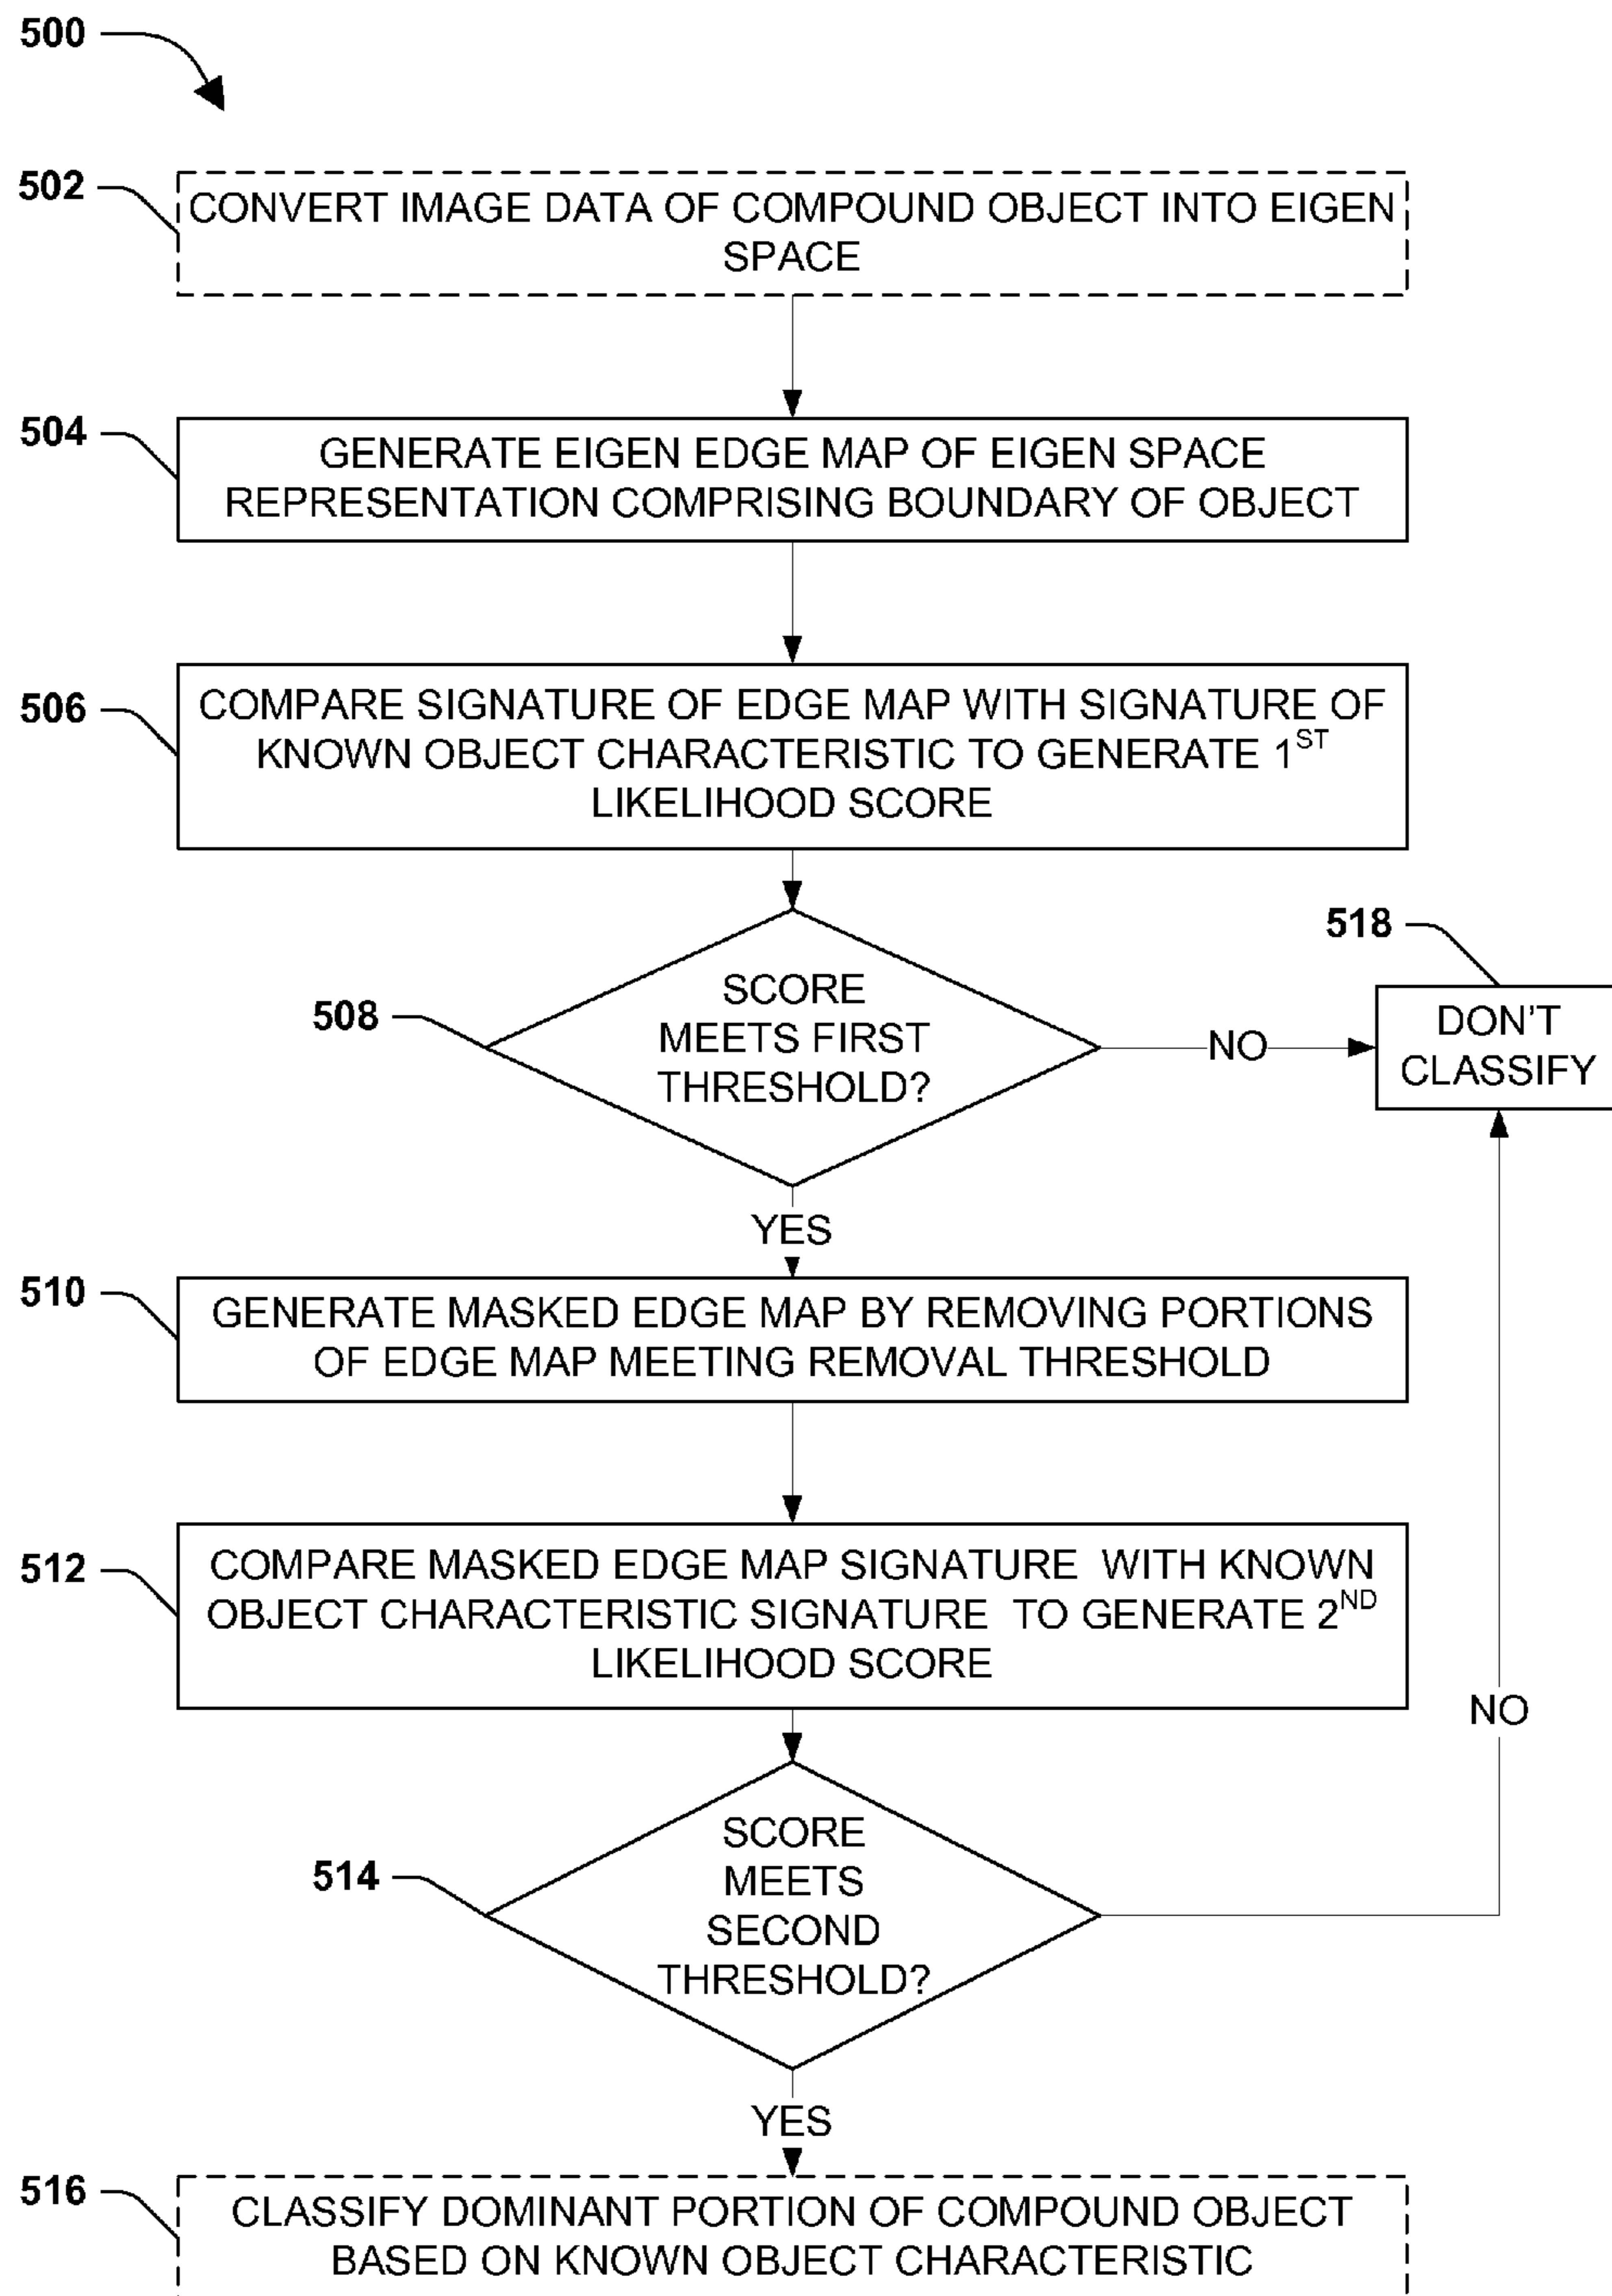 500
502
CONVERT IMAGE DATA OF COMPOUND OBJECT INTO EIGEN
SPACE
504
GENERATE EIGEN EDGE MAP OF EIGEN SPACE
REPRESENTATION COMPRISING BOUNDARY OF OBJECT
506
COMPARE SIGNATURE OF EDGE MAP WITH SIGNATURE OF
KNOWN OBJECT CHARACTERISTIC TO GENERATE 1ST
LIKELIHOOD SCORE
508
SCORE
MEETS FIRST
THRESHOLD?
NO
518
DON'T
CLASSIFY
YES
510
GENERATE MASKED EDGE MAP BY REMOVING PORTIONS
OF EDGE MAP MEETING REMOVAL THRESHOLD
512
COMPARE MASKED EDGE MAP SIGNATURE WITH KNOWN
OBJECT CHARACTERISTIC SIGNATURE TO GENERATE 2ND
LIKELIHOOD SCORE
NO
514
SCORE
MEETS
SECOND
THRESHOLD?
YES
516
CLASSIFY DOMINANT PORTION OF COMPOUND OBJECT
BASED ON KNOWN OBJECT CHARACTERISTIC